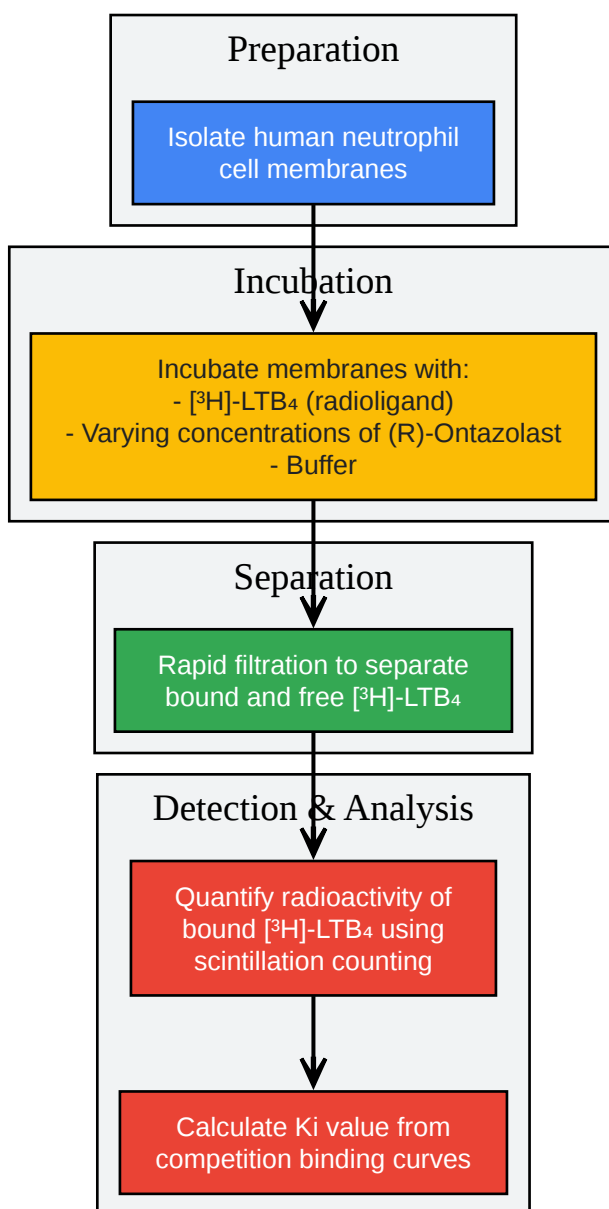 Preparation
Isolate human neutrophil
cell membranes
Incubation
Incubate membranes with:
- [³H]-LTB₄ (radioligand)
- Varying concentrations of (R)-Ontazolast
- Buffer
Separation
Rapid filtration to separate
bound and free [³H]-LTB₄
Detection & Analysis
Quantify radioactivity of
bound [³H]-LTB₄ using
scintillation counting
Calculate Ki value from
competition binding curves